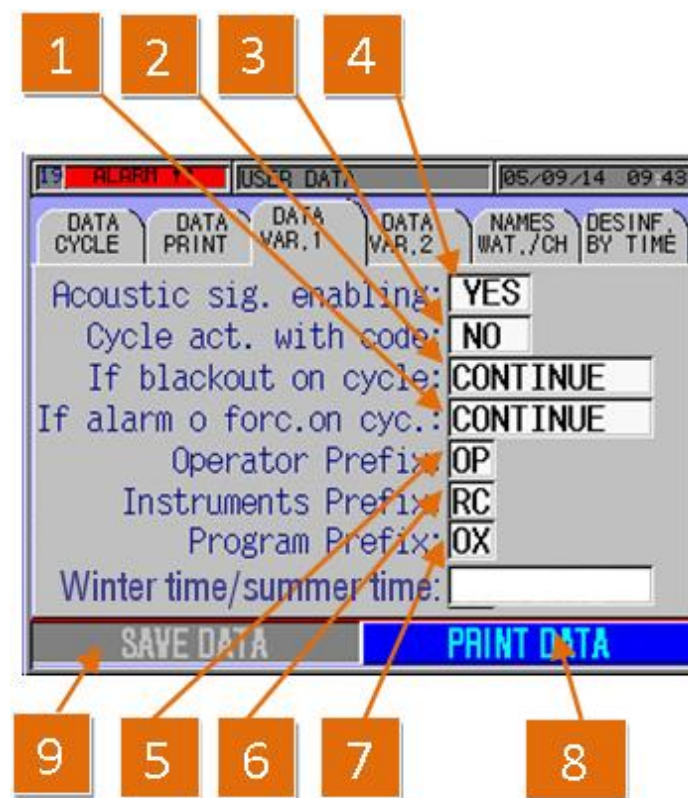 1 2 3 4
19 ALARM USER DATA 05/09/14 09:43
DATA CYCLE DATA PRINT DATA VAR.1 DATA VAR.2 NAMES WAT./CH DESINF. BY TIME
Acoustic sig. enabling: YES
Cycle act. with code: NO
If blackout on cycle: CONTINUE
If alarm o forc.on cyc.: CONTINUE
Operator Prefix: OP
Instruments Prefix: RC
Program Prefix: OX
Winter time/summer time:
SAVE DATA PRINT DATA
9 5 6 7 8